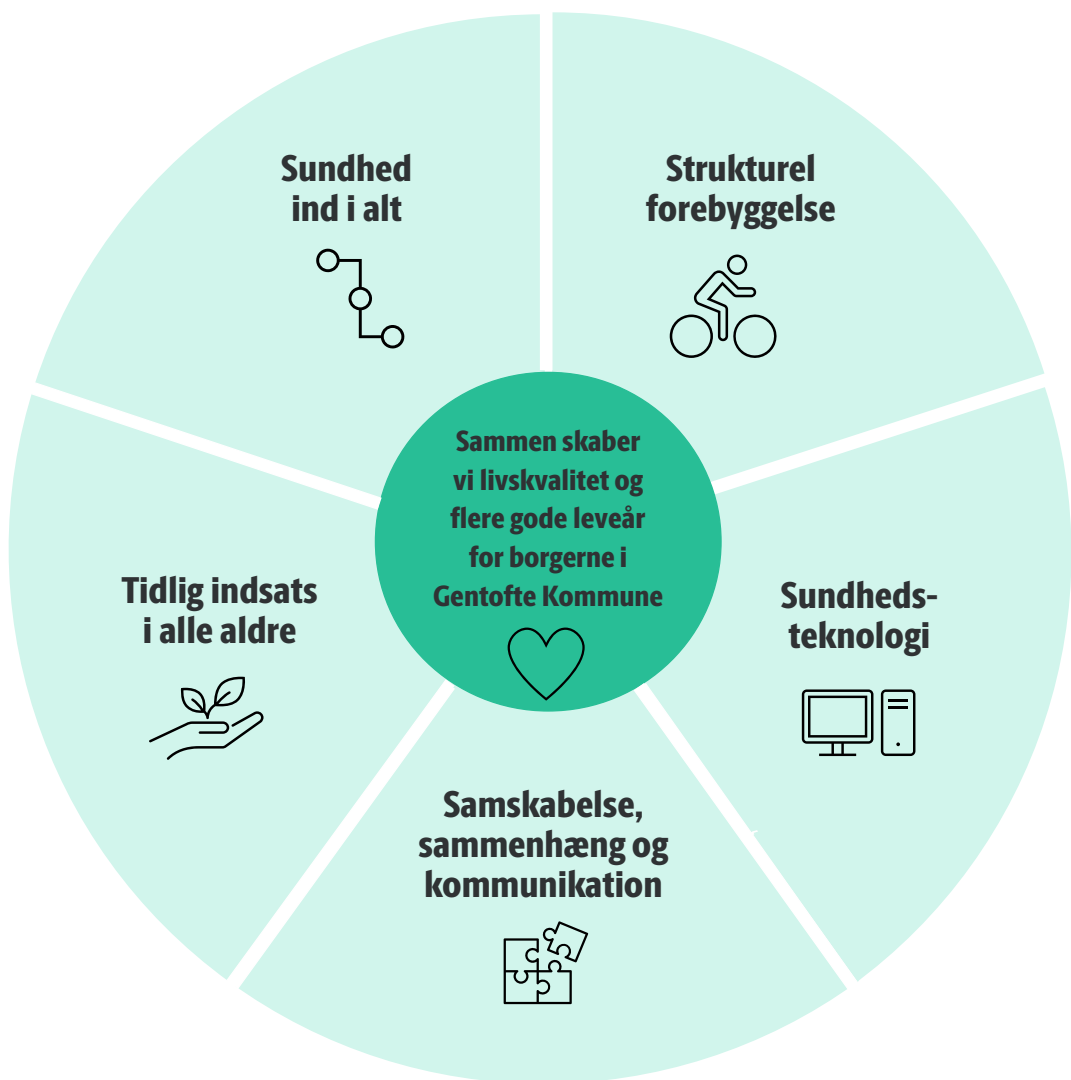 Sundhed
ind i alt
Strukturel
forebyggelse
Sammen skaber
vi livskvalitet og
flere gode leveår
for borgerne i
Gentofte Kommune
Tidlig indsats
i alle aldre
Sundheds-
teknologi
Samskabelse,
sammenhæng og
kommunikation